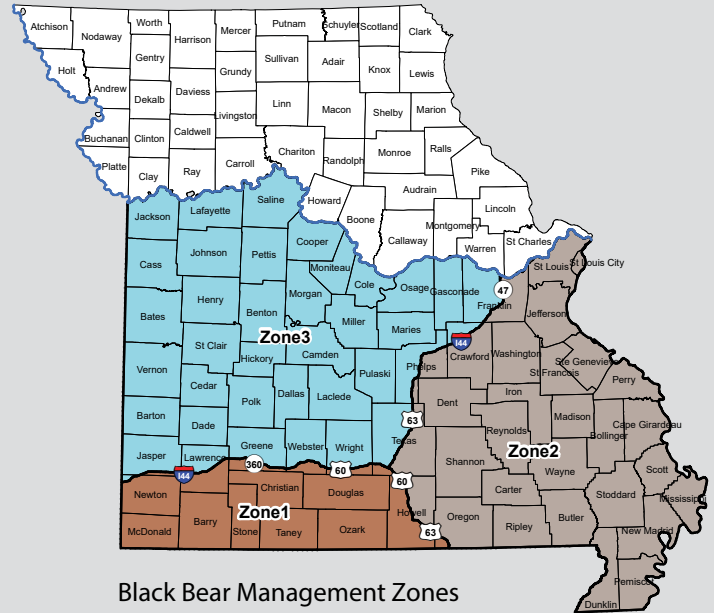 Atchison
Nodaway
Worth
Harrison
Mercer
Putnam
Schuyler
Scotland
Clark
Gentry
Sullivan
Adair
Knox
Lewis
Holt
Andrew
Dekalb
Daviess
Grundy
Linn
Macon
Shelby
Marion
Livingston
Buchanan
Clinton
Caldwell
Chariton
Randolph
Monroe
Ralls
Pike
Platte
Clay
Ray
Carroll
Audrain
Saline
Howard
Boone
Lincoln
Jackson
Lafayette
Callaway
Montgomery
Warren
St Charles
Cooper
Cass
Johnson
Pettis
Moniteau
Cole
Osage
Gasconade
Franklin
47
St Louis
St Louis City
Bates
Henry
Benton
Morgan
Miller
Maries
Jefferson
Zone3
144
St Clair
Hickory
Camden
Pulaski
Phelps
Crawford
Washington
Ste Genevieve
St Francois
Perry
Vernon
Cedar
Polk
Dallas
Laclede
Dent
Iron
Madison
Cape Girardeau
Bollinger
Barton
Dade
63
Texas
Reynolds
Zone2
Jasper
Lawrence
Greene
Webster
Wright
Shannon
Wayne
Scott
144
360
60
60
Mississippi
Newton
Christian
Douglas
Carter
Stoddard
Zone1
Howell
McDonald
Barry
Stone
Taney
Ozark
63
Oregon
Ripley
Butler
New Madrid
Pemiscot
Dunklin
Black Bear Management Zones